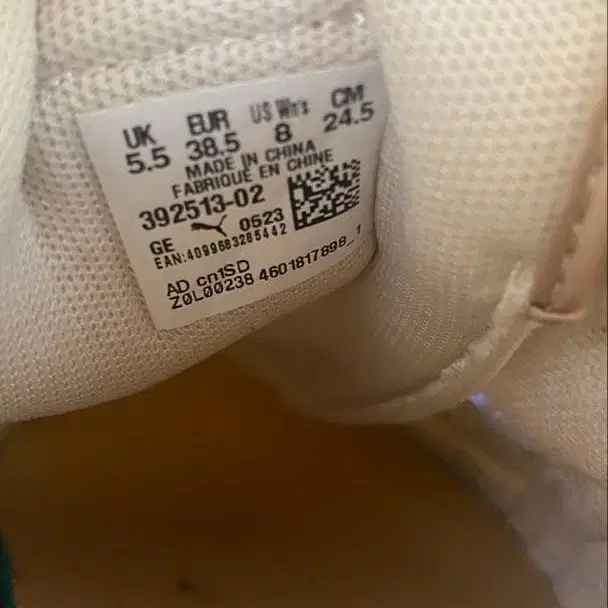 UK EUR US Wn's CM
5.5 38.5 8 24.5
MADE IN CHINA
FABRIQUE EN CHINE
392513-02
GE 0523
EAN:4099683285442
AD cn1SD
Z0L00238 4601817898_1